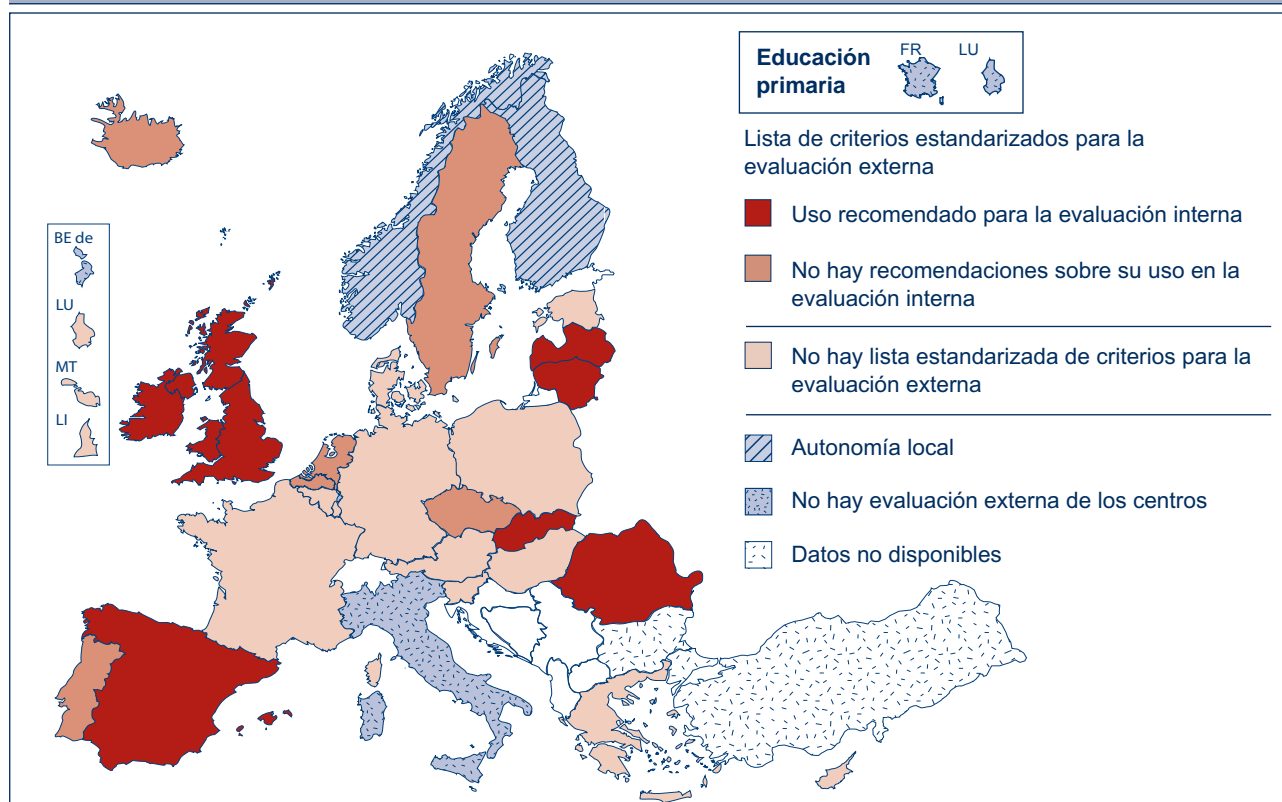 Educación
primaria
FR
LU
Lista de criterios estandarizados para la
evaluación externa
Uso recomendado para la evaluación interna
No hay recomendaciones sobre su uso en la
evaluación interna
No hay lista estandarizada de criterios para la
evaluación externa
Autonomía local
No hay evaluación externa de los centros
Datos no disponibles
BE de
LU
MT
LI